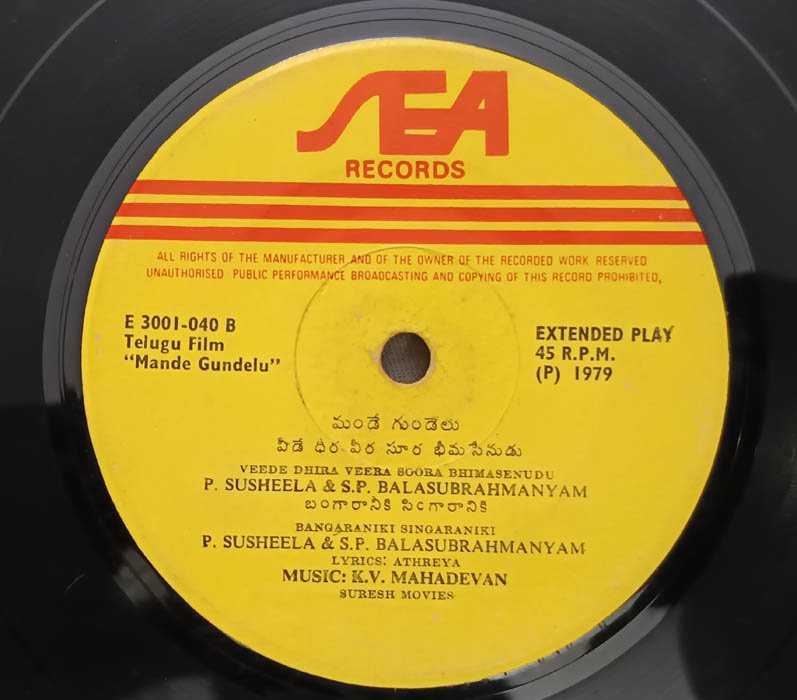 SEA
RECORDS
ALL RIGHTS OF THE MANUFACTURER AND OF THE OWNER OF THE RECORDED WORK RESERVED
UNAUTHORISED PUBLIC PERFORMANCE BROADCASTING AND COPYING OF THIS RECORD PROHIBITED.
E 3001-040 B
Telugu Film
"Mande Gundelu"
EXTENDED PLAY
45 R.P.M.
(P) 1979
మండే గుండెలు
వీడే ధీర వీర సూర భీమసేనుడు
VEEDE DHIRA VEERA SOORA BHIMASENUDU
P. SUSHEELA & S.P. BALASUBRAHMANYAM
బంగారానికి సింగారానికి
BANGARANIKI SINGARANIKI
P. SUSHEELA & S.P. BALASUBRAHMANYAM
LYRICS: ATHREYA
MUSIC: K.V. MAHADEVAN
SURESH MOVIES